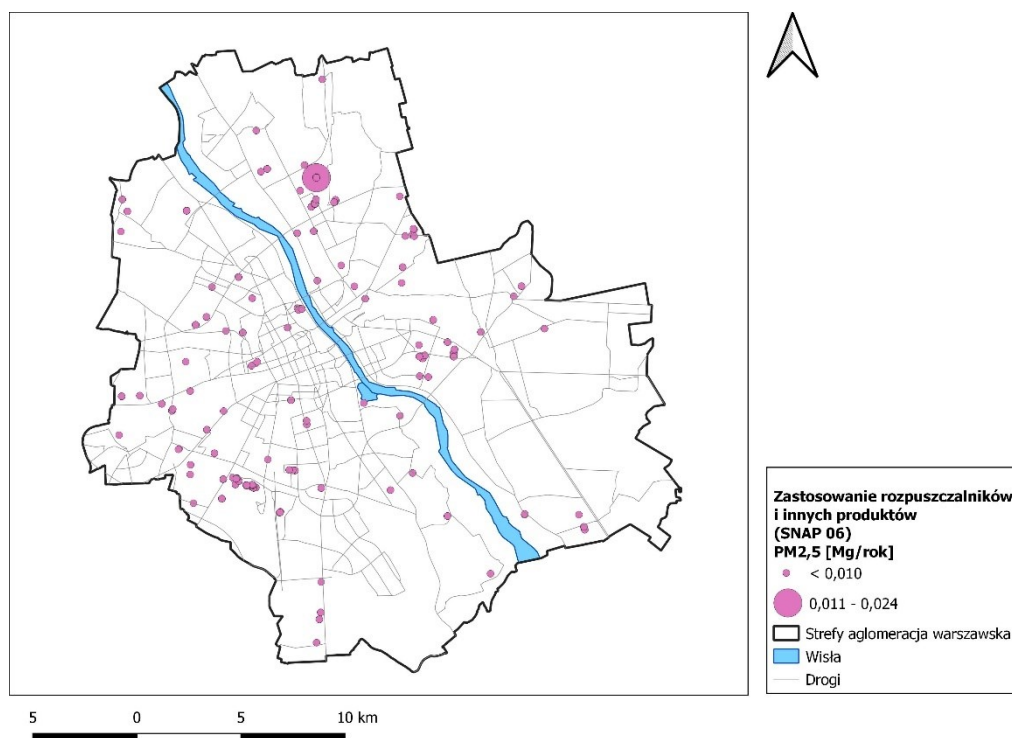 Zastosowanie rozpuszczalników
i innych produktów
(SNAP 06)
PM2,5 [Mg/rok]
< 0,010
0,011 - 0,024
Strefy aglomeracja warszawska
Wisła
Drogi
5 0 5 10 km